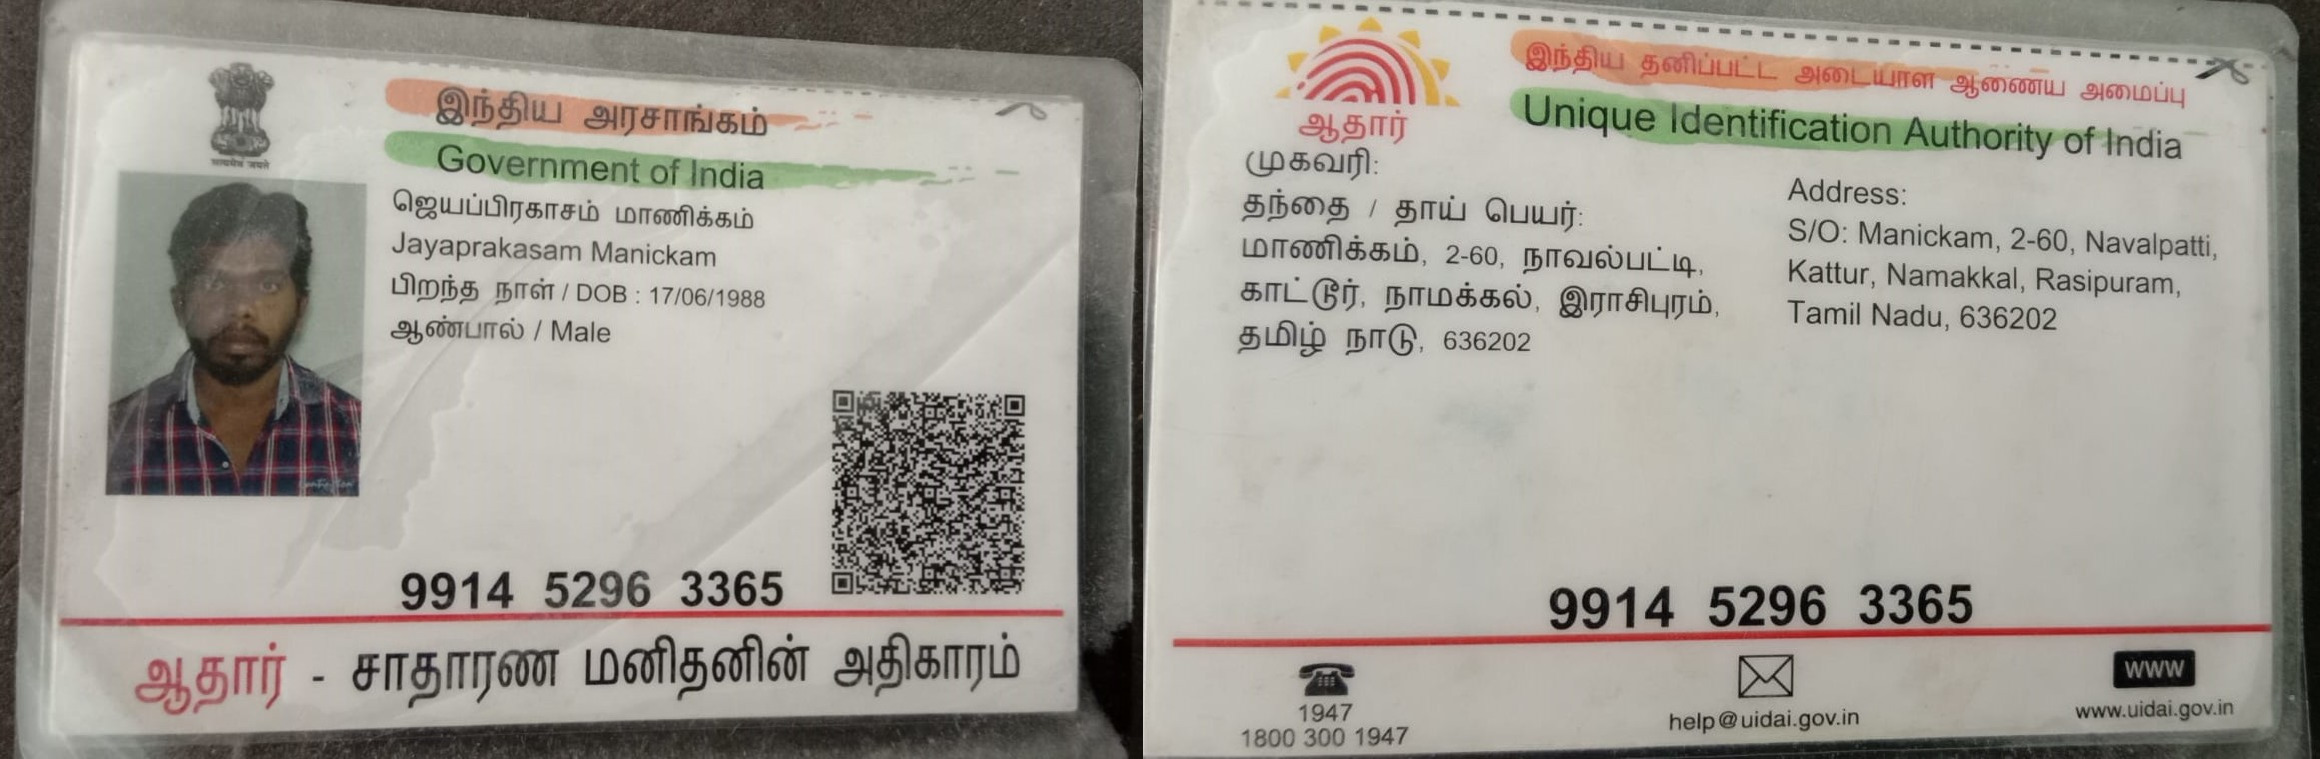 இந்திய அரசாங்கம்
Government of India
ஜெயப்பிரகாசம் மாணிக்கம்
Jayaprakasam Manickam
பிறந்த நாள் / DOB : 17/06/1988
ஆண்பால் / Male
सत्यमेव जयते
9914 5296 3365
ஆதார் - சாதாரண மனிதனின் அதிகாரம்
இந்திய தனிப்பட்ட அடையாள ஆணைய அமைப்பு
Unique Identification Authority of India
ஆதார்
முகவரி:
தந்தை / தாய் பெயர்:
மாணிக்கம், 2-60, நாவல்பட்டி,
காட்டூர், நாமக்கல், இராசிபுரம்,
தமிழ் நாடு, 636202
Address:
S/O: Manickam, 2-60, Navalpatti,
Kattur, Namakkal, Rasipuram,
Tamil Nadu, 636202
9914 5296 3365
1947
1800 300 1947
help@uidai.gov.in
www
www.uidai.gov.in